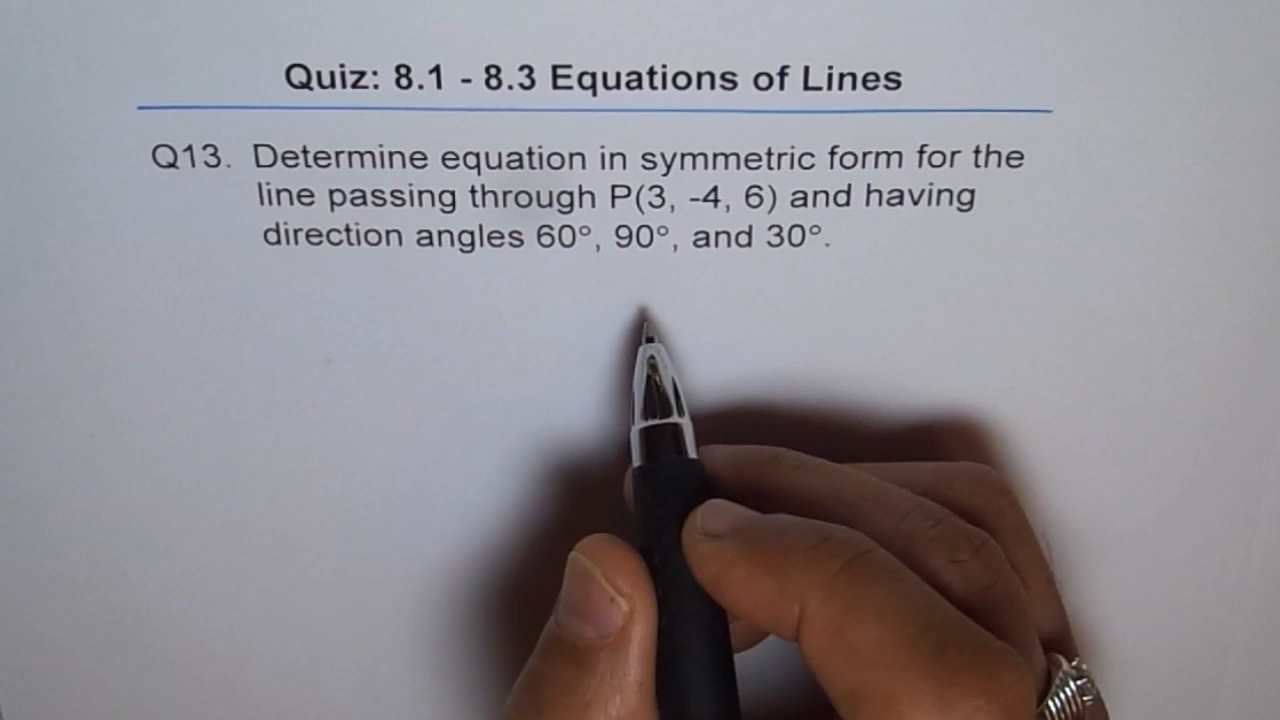 Quiz: 8.1 - 8.3 Equations of Lines
Q13. Determine equation in symmetric form for the
line passing through P(3, -4, 6) and having
direction angles 60°, 90°, and 30°.